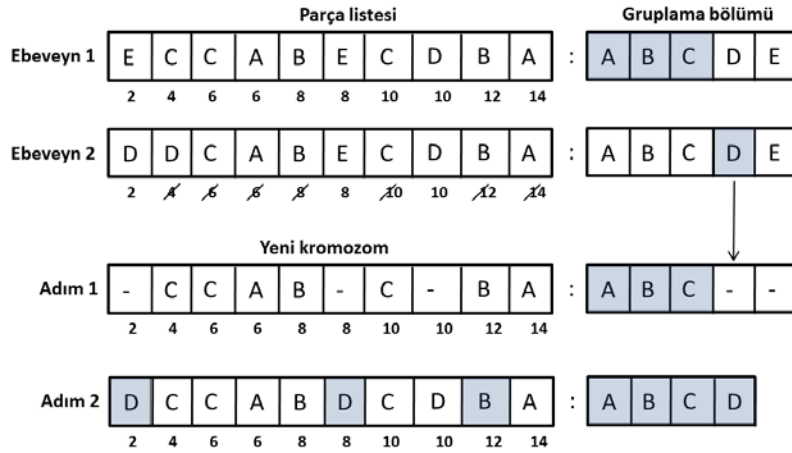 Parça listesi Gruplama bölümü
Ebeveyn 1 E C C A B E C D B A : A B C D E
2 4 6 6 8 8 10 10 12 14
Ebeveyn 2 D D C A B E C D B A : A B C D E
2 4 6 6 8 8 10 10 12 14
Yeni kromozom
Adım 1 - C C A B - C - B A : A B C - -
2 4 6 6 8 8 10 10 12 14
Adım 2 D C C A B D C D B A : A B C D
2 4 6 6 8 8 10 10 12 14